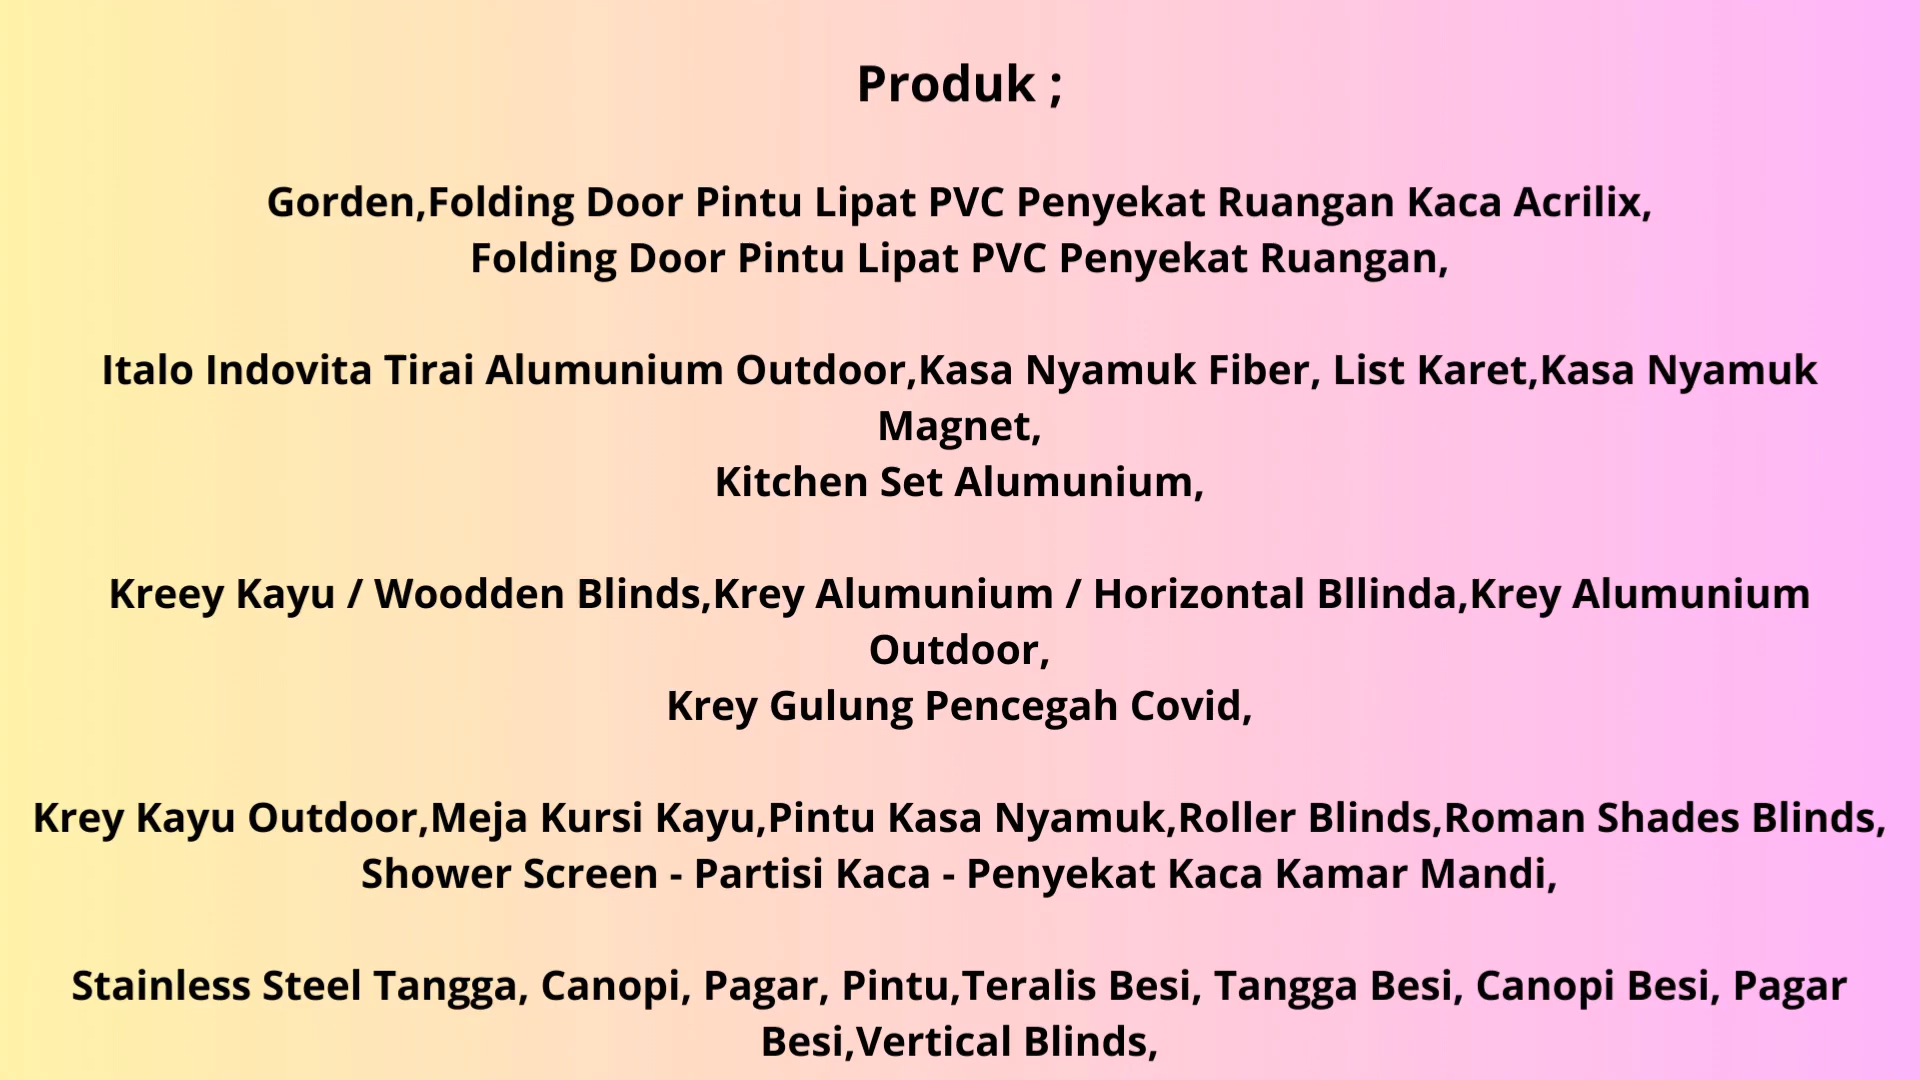 Produk ;
Gorden,Folding Door Pintu Lipat PVC Penyekat Ruangan Kaca Acrilix,
Folding Door Pintu Lipat PVC Penyekat Ruangan,
Italo Indovita Tirai Alumunium Outdoor,Kasa Nyamuk Fiber, List Karet,Kasa Nyamuk
Magnet,
Kitchen Set Alumunium,
Kreey Kayu / Woodden Blinds,Krey Alumunium / Horizontal Bllinda,Krey Alumunium
Outdoor,
Krey Gulung Pencegah Covid,
Krey Kayu Outdoor,Meja Kursi Kayu,Pintu Kasa Nyamuk,Roller Blinds,Roman Shades Blinds,
Shower Screen - Partisi Kaca - Penyekat Kaca Kamar Mandi,
Stainless Steel Tangga, Canopi, Pagar, Pintu,Teralis Besi, Tangga Besi, Canopi Besi, Pagar
Besi,Vertical Blinds,